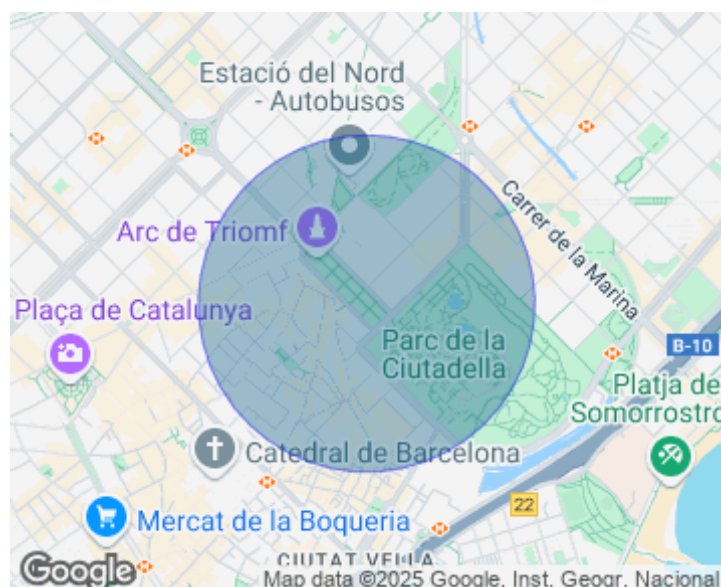 Estació del Nord
- Autobusos
Arc de Triomf
Carrer de la Marina
Plaça de Catalunya
Parc de la
Ciutadella
B-10
Platja de
Somorrostro
Catedral de Barcelona
22
Mercat de la Boqueria
CIUTAT VELLA
Google
Map data ©2025 Google, Inst. Geogr. Nacional